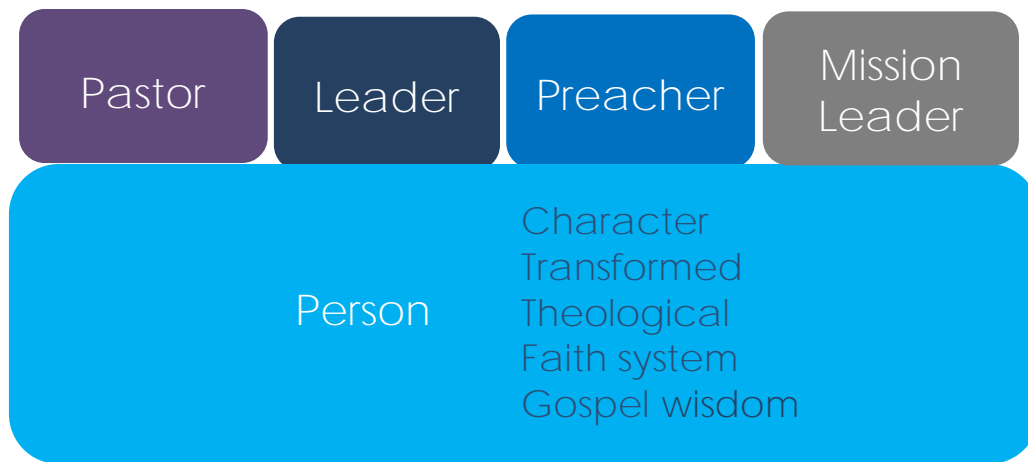 Pastor
Leader
Preacher
Mission
Leader
Person
Character
Transformed
Theological
Faith system
Gospel wisdom